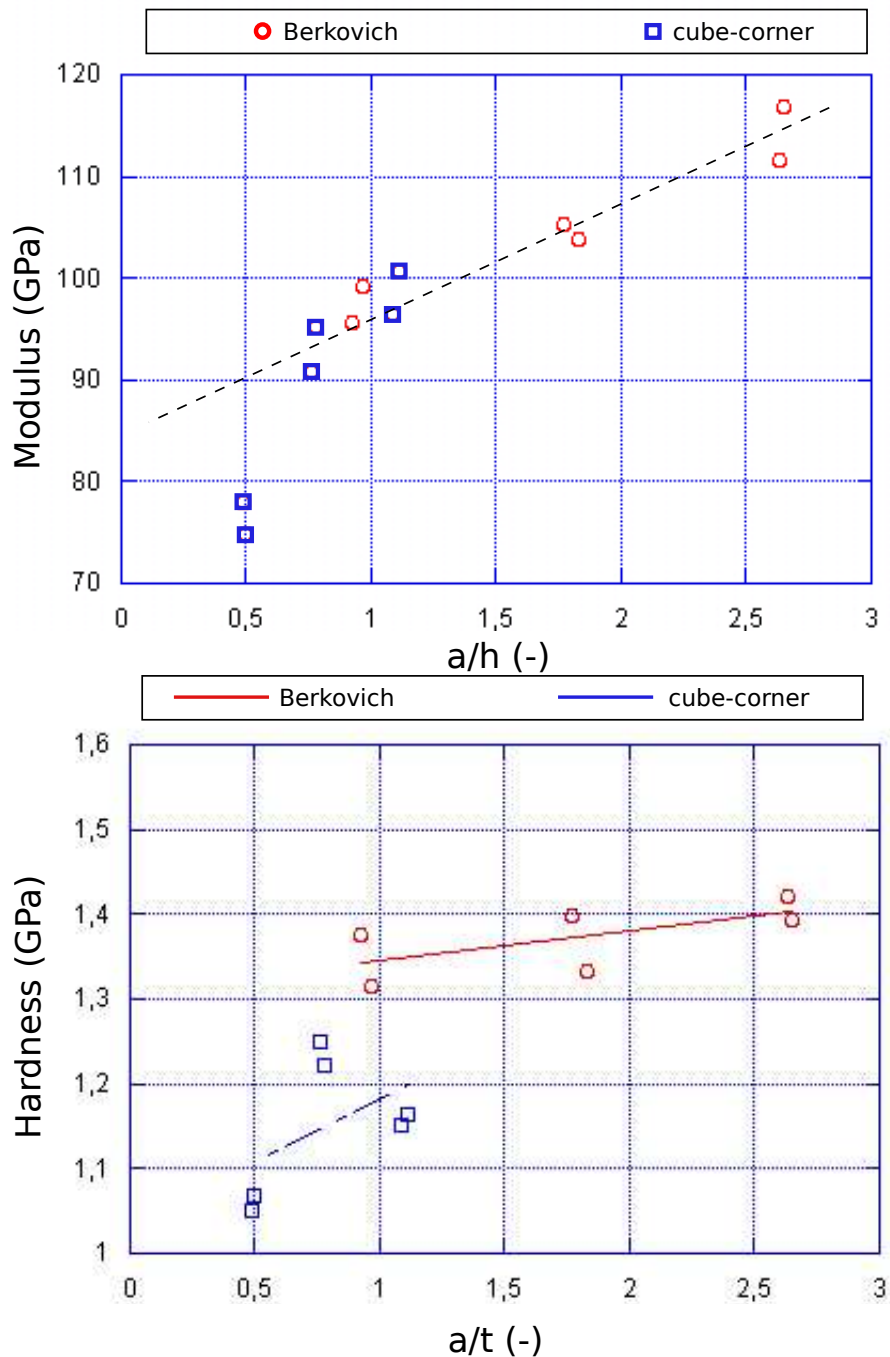 Berkovich cube-corner
120
110
100
90
80
70
Modulus (GPa)
0 0,5 1 1,5 2 2,5 3
a/h (-)
Berkovich cube-corner
1,6
1,5
1,4
1,3
1,2
1,1
1
Hardness (GPa)
0 0,5 1 1,5 2 2,5 3
a/t (-)